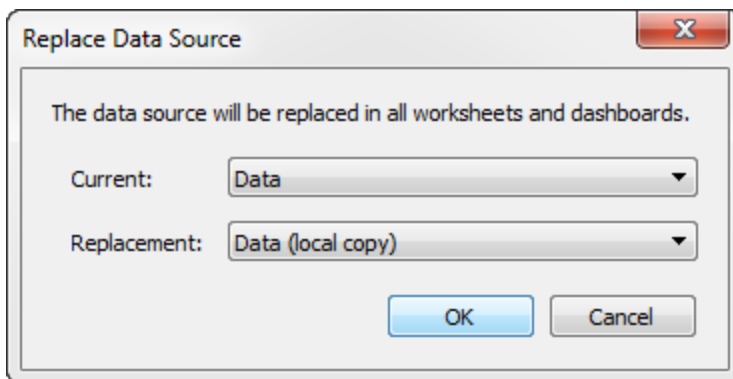 Replace Data Source
The data source will be replaced in all worksheets and dashboards.
Current: Data
Replacement: Data (local copy)
OK Cancel